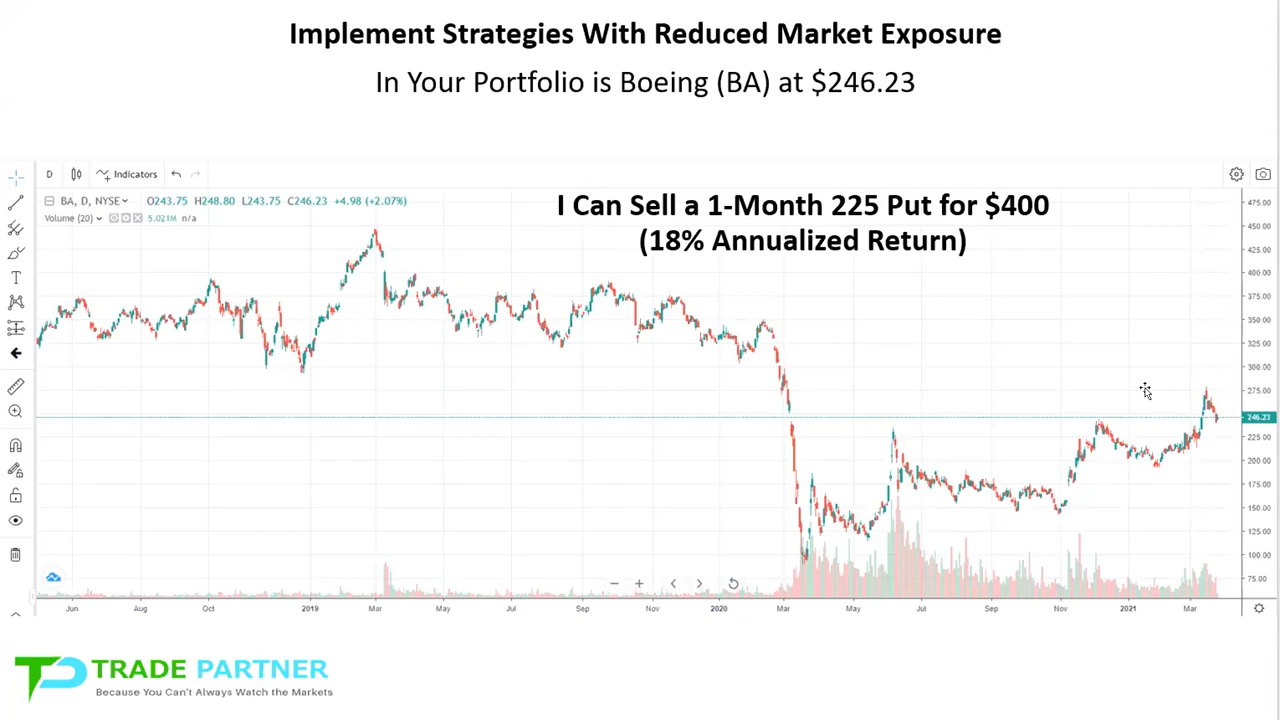 Implement Strategies With Reduced Market Exposure
In Your Portfolio is Boeing (BA) at $246.23
D
Indicators
BA, D, NYSE O243.75 H248.80 L243.75 C246.23 +4.98 (+2.07%)
Volume (20) 5.021M n/a
I Can Sell a 1-Month 225 Put for $400
(18% Annualized Return)
475.00
450.00
425.00
400.00
375.00
350.00
325.00
300.00
275.00
246.23
225.00
200.00
175.00
150.00
125.00
100.00
75.00
Jun Aug Oct 2019 Mar May Jul Sep Nov 2020 Mar May Jul Sep Nov 2021 Mar
TRADE PARTNER
Because You Can't Always Watch the Markets